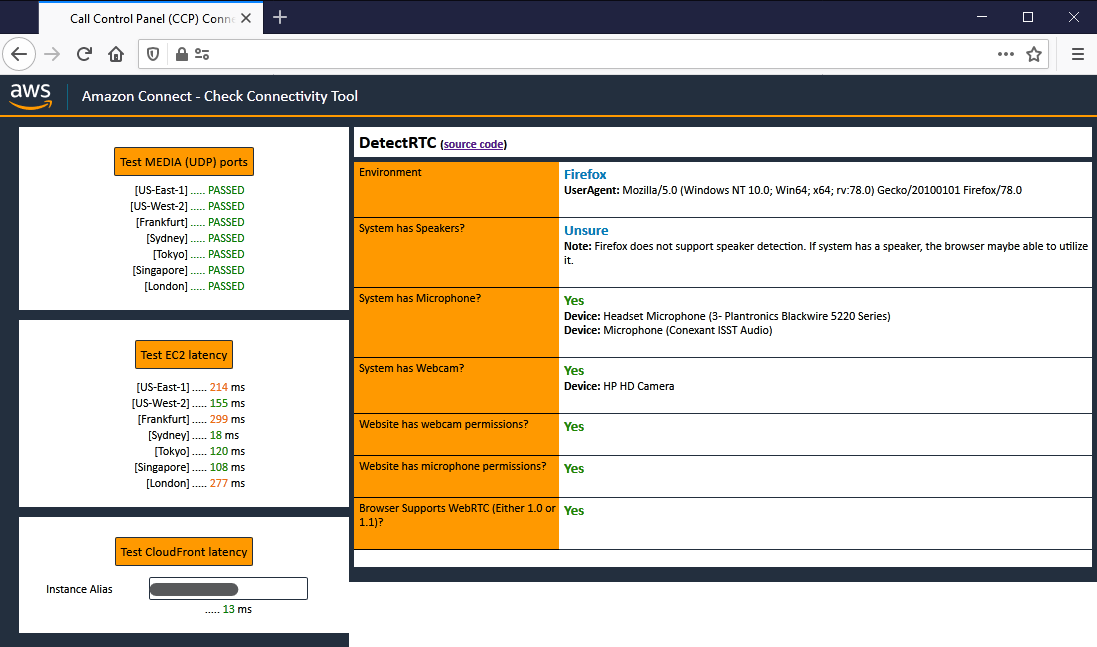 Call Control Panel (CCP) Conne
aws
Amazon Connect - Check Connectivity Tool
Test MEDIA (UDP) ports
[US-East-1] ..... PASSED
[US-West-2] ..... PASSED
[Frankfurt] ..... PASSED
[Sydney] ..... PASSED
[Tokyo] ..... PASSED
[Singapore] ..... PASSED
[London] ..... PASSED
Test EC2 latency
[US-East-1] ..... 214 ms
[US-West-2] ..... 155 ms
[Frankfurt] ..... 299 ms
[Sydney] ..... 18 ms
[Tokyo] ..... 120 ms
[Singapore] ..... 108 ms
[London] ..... 277 ms
Test CloudFront latency
Instance Alias
..... 13 ms
DetectRTC (source code)
Environment
Firefox
UserAgent: Mozilla/5.0 (Windows NT 10.0; Win64; x64; rv:78.0) Gecko/20100101 Firefox/78.0
System has Speakers?
Unsure
Note: Firefox does not support speaker detection. If system has a speaker, the browser maybe able to utilize
it.
System has Microphone?
Yes
Device: Headset Microphone (3- Plantronics Blackwire 5220 Series)
Device: Microphone (Conexant ISST Audio)
System has Webcam?
Yes
Device: HP HD Camera
Website has webcam permissions?
Yes
Website has microphone permissions?
Yes
Browser Supports WebRTC (Either 1.0 or
1.1)?
Yes